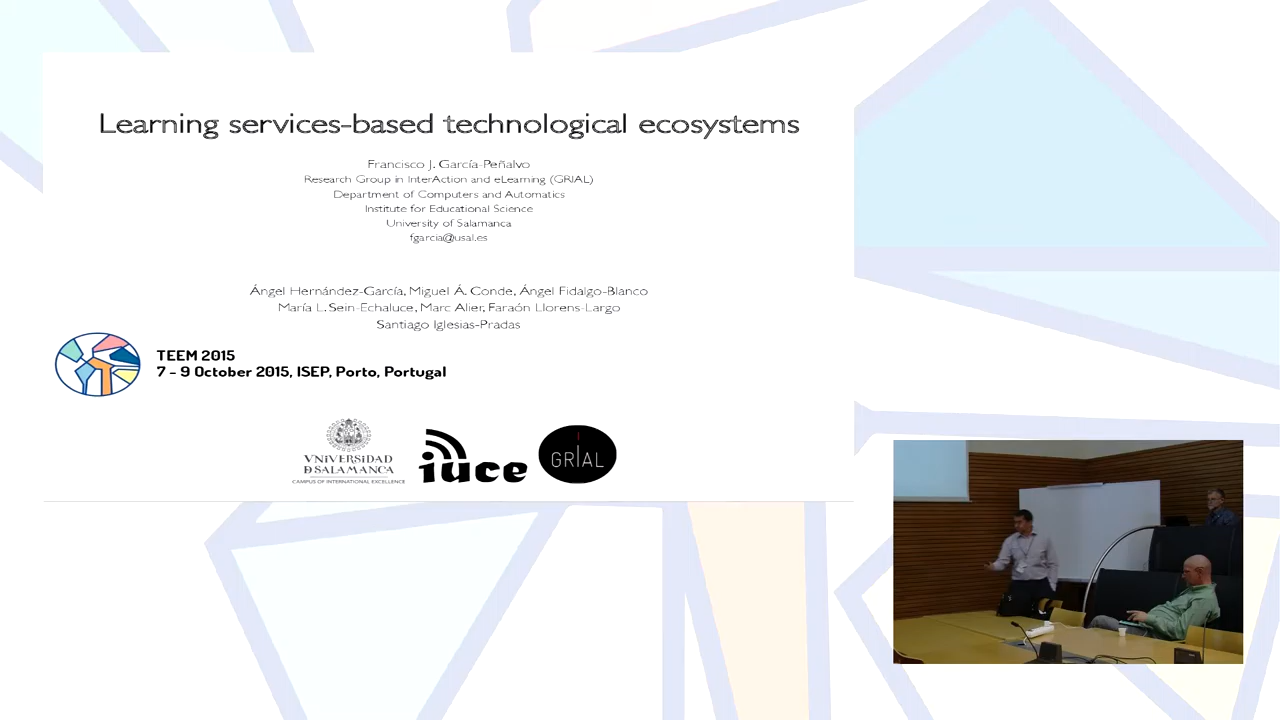 Learning services-based technological ecosystems
Francisco J. García-Peñalvo
Research Group in InterAction and eLearning (GRIAL)
Department of Computers and Automatics
Institute for Educational Science
University of Salamanca
fgarcia@usal.es
Ángel Hernández-García, Miguel Á. Conde, Ángel Fidalgo-Blanco
María L. Sein-Echaluce, Marc Alier, Faraón Llorens-Largo
Santiago Iglesias-Pradas
TEEM 2015
7 - 9 October 2015, ISEP, Porto, Portugal
VNIVERSIDAD
D SALAMANCA
CAMPUS OF INTERNATIONAL EXCELLENCE
iuce
GRIAL